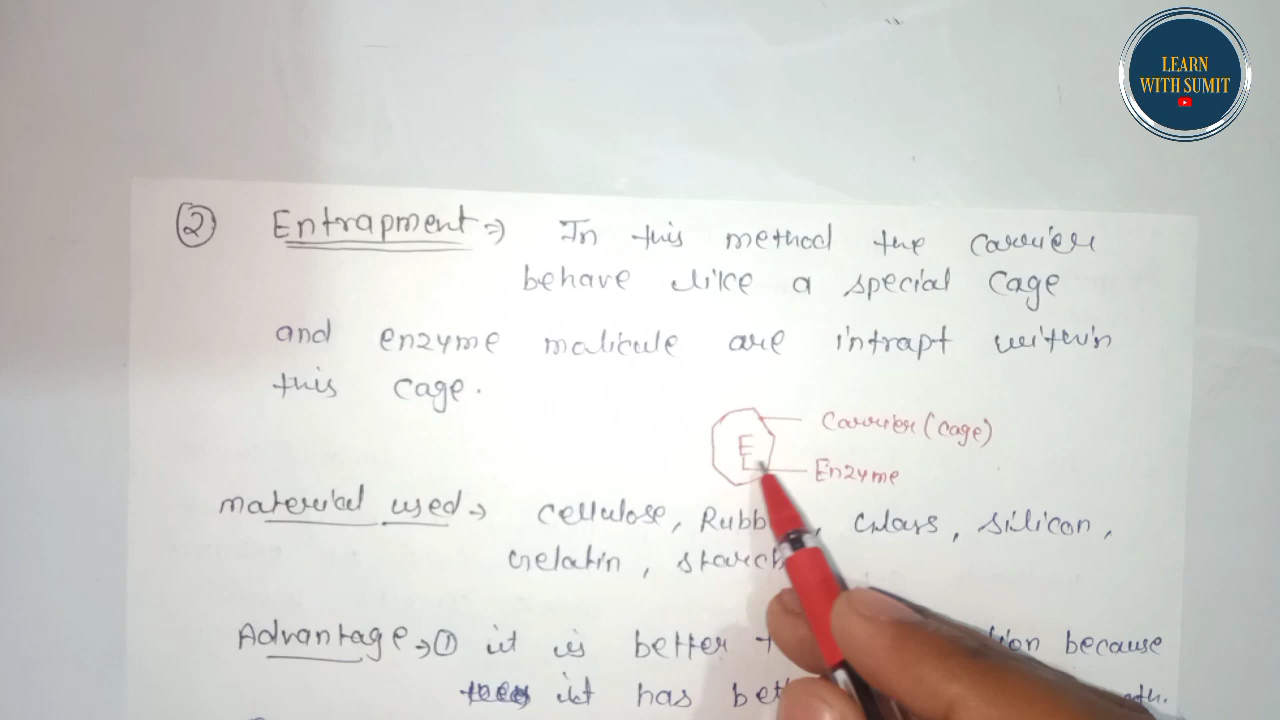 LEARN
WITH SUMIT
② Entrapment ⇒ In this method the carrier
behave like a special cage
and enzyme malicule are intrapt within
this cage.
Carrier (cage)
E
Enzyme
material used → cellulose, Rubb , Glass, silicon,
Gelatin, starch
Advantage → ① it is better because
it has